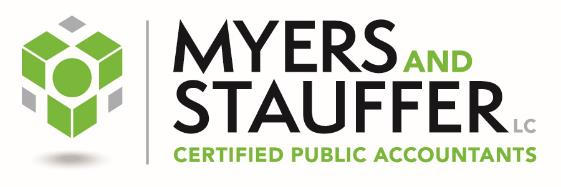 MYERS AND
STAUFFER LC
CERTIFIED PUBLIC ACCOUNTANTS